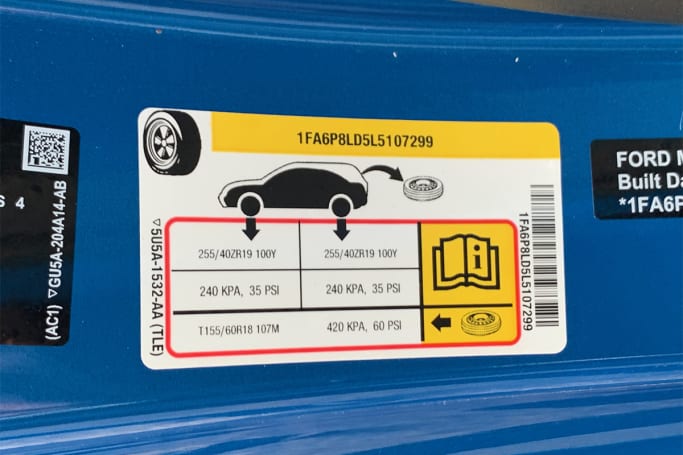 S 4
(AC1) ▽GU5A-204A14-AB
1FA6P8LD5L5107299
▽5U5A-1532-AA (TLE)
255/40ZR19 100Y
255/40ZR19 100Y
240 KPA, 35 PSI
240 KPA, 35 PSI
T155/60R18 107M
420 KPA, 60 PSI
i
1FA6P8LD5L5107299
FORD M
Built Da
*1FA6P